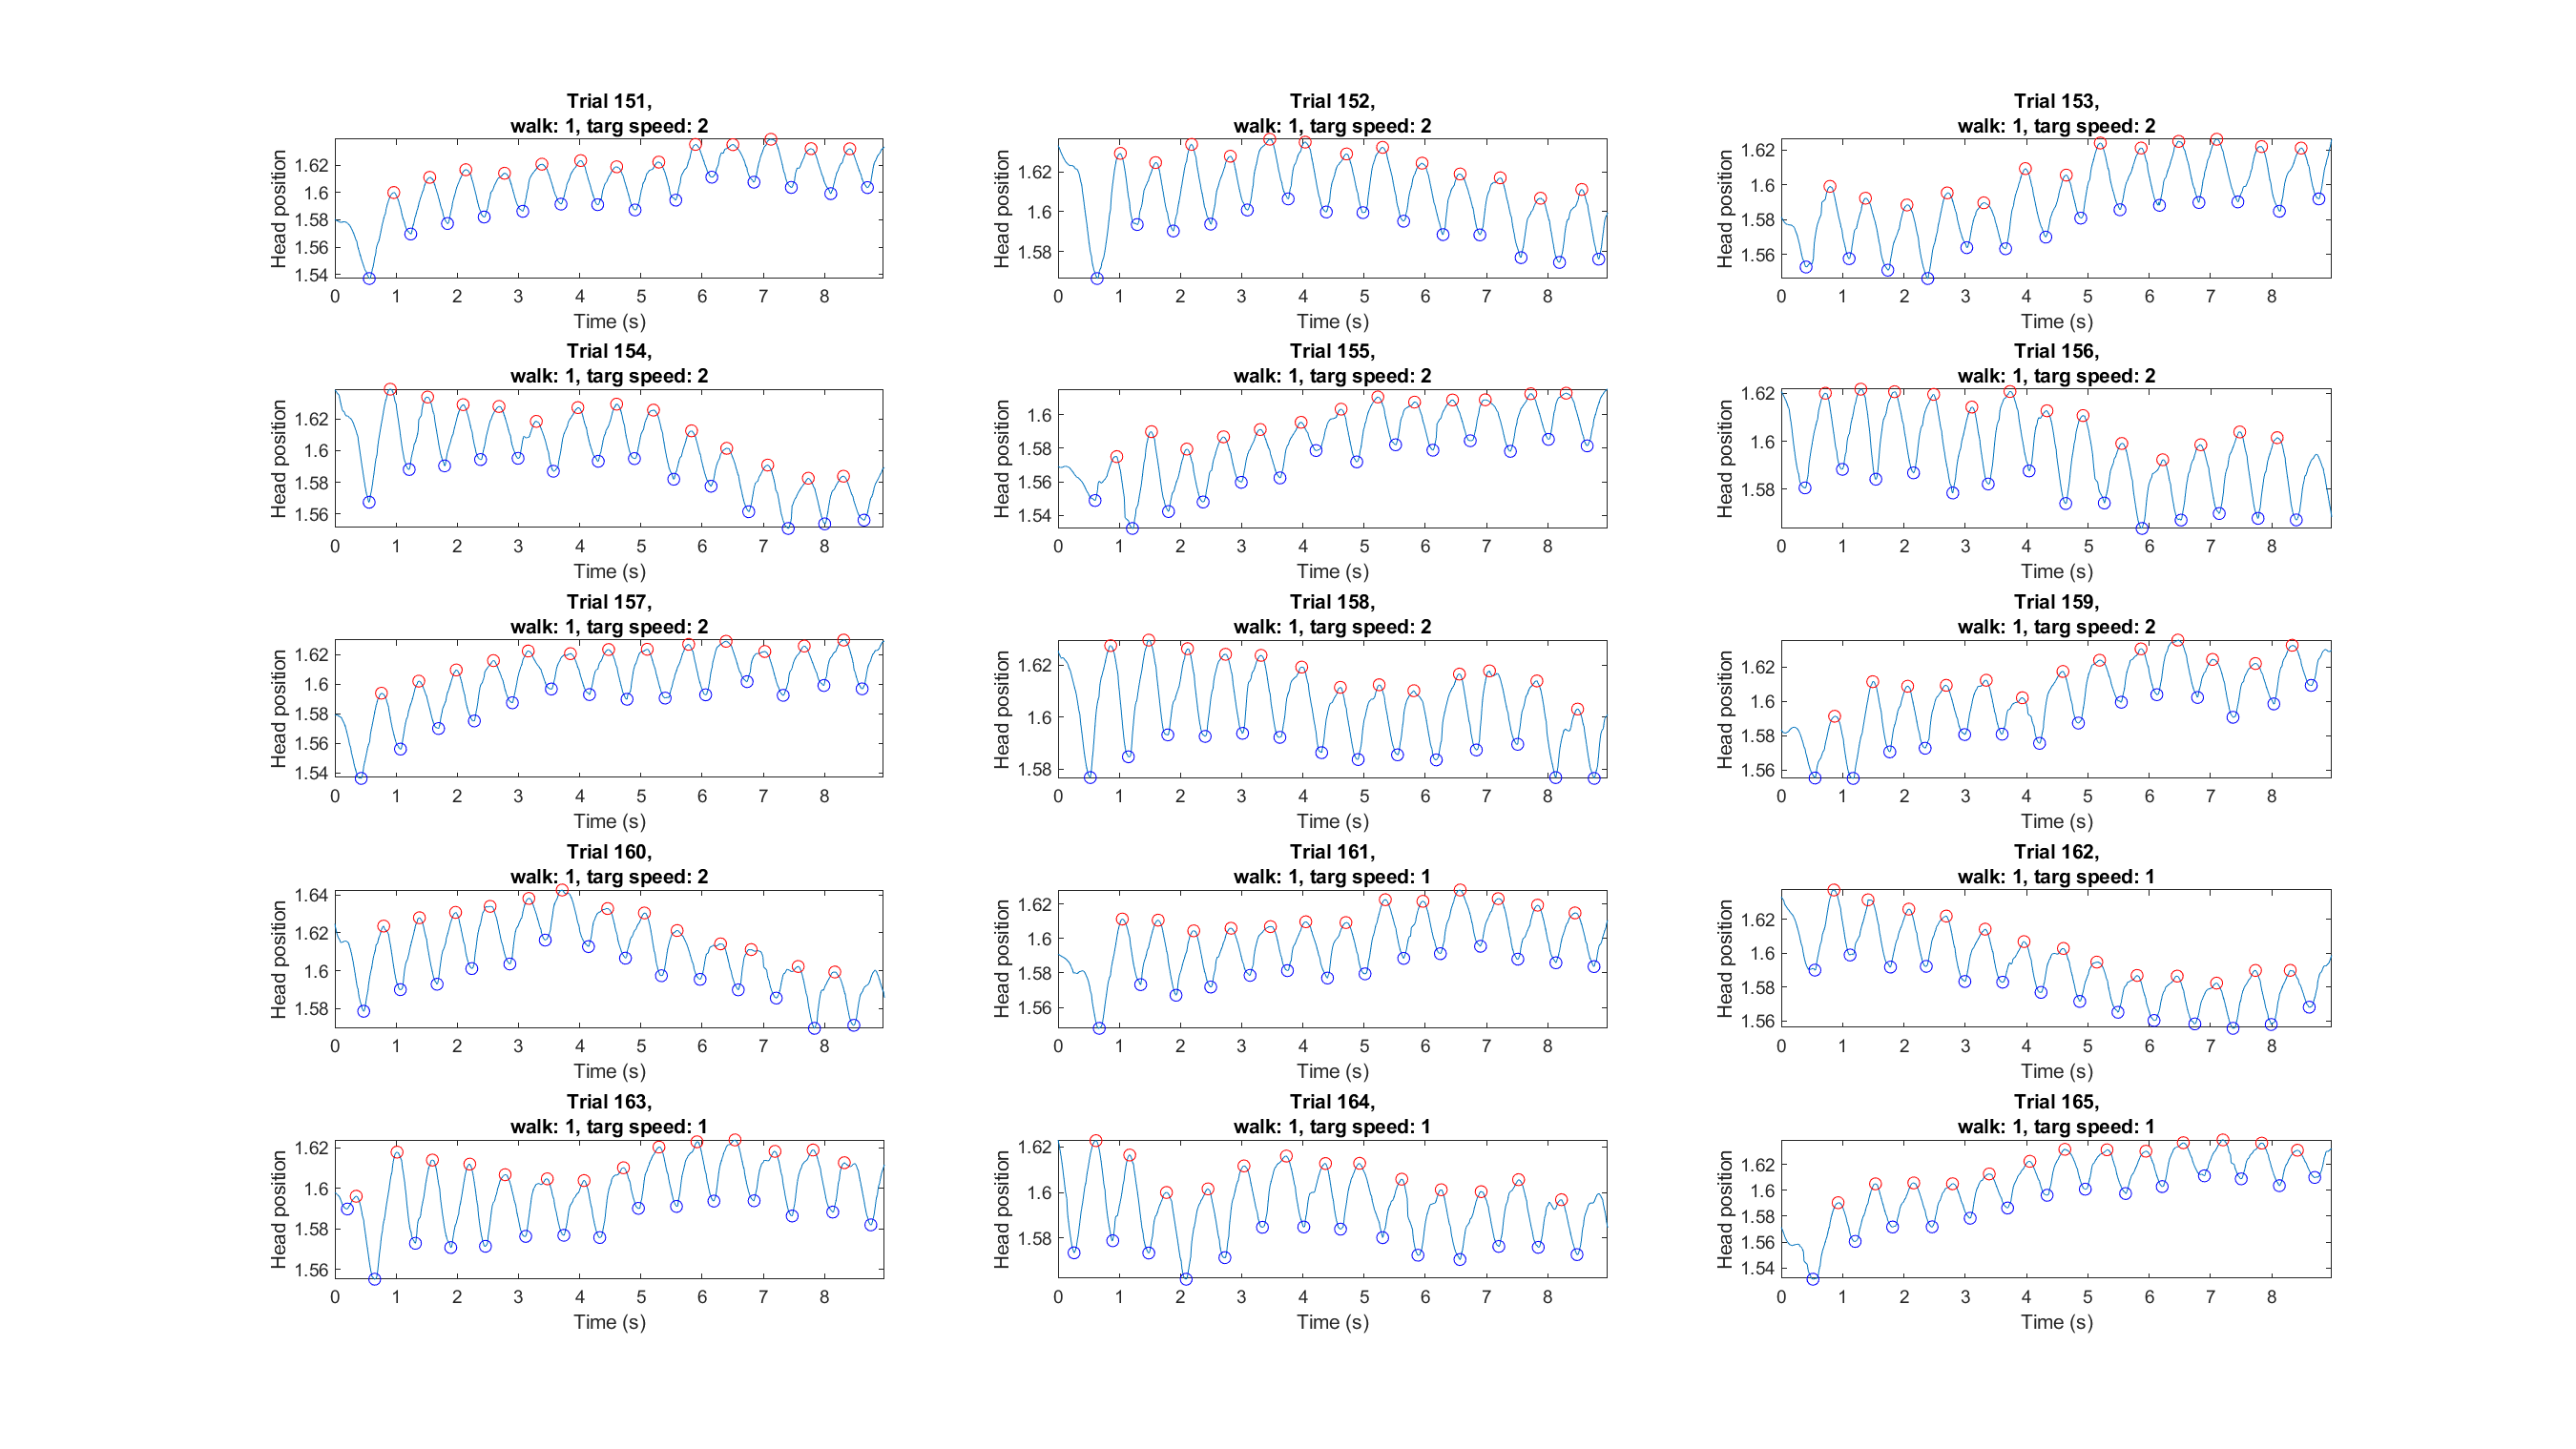 Trial 151,
walk: 1, targ speed: 2
Head position
1.62
1.6
1.58
1.56
1.54
0 1 2 3 4 5 6 7 8
Time (s)
Trial 152,
walk: 1, targ speed: 2
Head position
1.62
1.6
1.58
0 1 2 3 4 5 6 7 8
Time (s)
Trial 153,
walk: 1, targ speed: 2
Head position
1.62
1.6
1.58
1.56
0 1 2 3 4 5 6 7 8
Time (s)
Trial 154,
walk: 1, targ speed: 2
Head position
1.62
1.6
1.58
1.56
0 1 2 3 4 5 6 7 8
Time (s)
Trial 155,
walk: 1, targ speed: 2
Head position
1.6
1.58
1.56
1.54
0 1 2 3 4 5 6 7 8
Time (s)
Trial 156,
walk: 1, targ speed: 2
Head position
1.62
1.6
1.58
0 1 2 3 4 5 6 7 8
Time (s)
Trial 157,
walk: 1, targ speed: 2
Head position
1.62
1.6
1.58
1.56
1.54
0 1 2 3 4 5 6 7 8
Time (s)
Trial 158,
walk: 1, targ speed: 2
Head position
1.62
1.6
1.58
0 1 2 3 4 5 6 7 8
Time (s)
Trial 159,
walk: 1, targ speed: 2
Head position
1.62
1.6
1.58
1.56
0 1 2 3 4 5 6 7 8
Time (s)
Trial 160,
walk: 1, targ speed: 2
Head position
1.64
1.62
1.6
1.58
0 1 2 3 4 5 6 7 8
Time (s)
Trial 161,
walk: 1, targ speed: 1
Head position
1.62
1.6
1.58
1.56
0 1 2 3 4 5 6 7 8
Time (s)
Trial 162,
walk: 1, targ speed: 1
Head position
1.62
1.6
1.58
1.56
0 1 2 3 4 5 6 7 8
Time (s)
Trial 163,
walk: 1, targ speed: 1
Head position
1.62
1.6
1.58
1.56
0 1 2 3 4 5 6 7 8
Time (s)
Trial 164,
walk: 1, targ speed: 1
Head position
1.62
1.6
1.58
0 1 2 3 4 5 6 7 8
Time (s)
Trial 165,
walk: 1, targ speed: 1
Head position
1.62
1.6
1.58
1.56
1.54
0 1 2 3 4 5 6 7 8
Time (s)